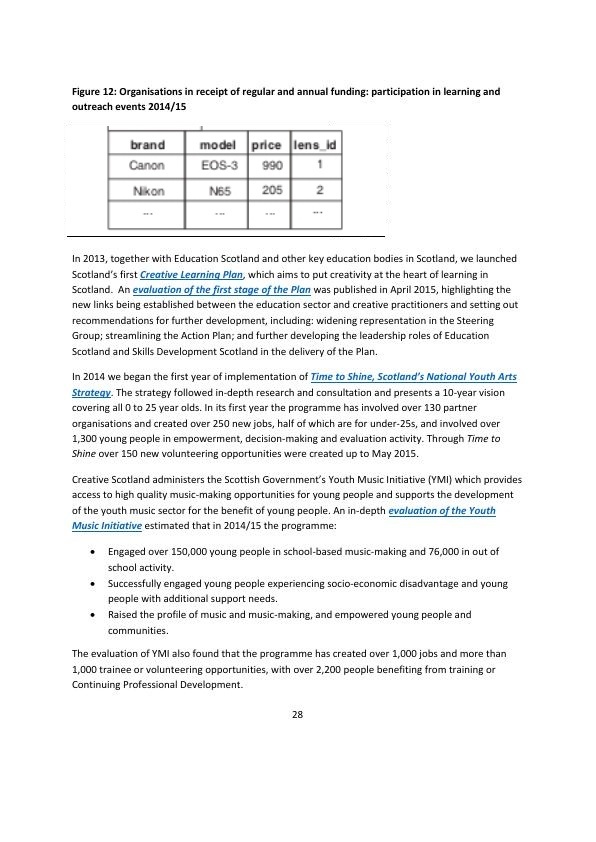 Figure 12: Organisations in receipt of regular and annual funding: participation in learning and
outreach events 2014/15
brand model price lens_id
Canon EOS-3 990 1
Nikon N65 205 2
... ... ... ...
In 2013, together with Education Scotland and other key education bodies in Scotland, we launched
Scotland's first Creative Learning Plan, which aims to put creativity at the heart of learning in
Scotland.  An evaluation of the first stage of the Plan was published in April 2015, highlighting the
new links being established between the education sector and creative practitioners and setting out
recommendations for further development, including: widening representation in the Steering
Group; streamlining the Action Plan; and further developing the leadership roles of Education
Scotland and Skills Development Scotland in the delivery of the Plan.
In 2014 we began the first year of implementation of Time to Shine, Scotland's National Youth Arts
Strategy. The strategy followed in-depth research and consultation and presents a 10-year vision
covering all 0 to 25 year olds. In its first year the programme has involved over 130 partner
organisations and created over 250 new jobs, half of which are for under-25s, and involved over
1,300 young people in empowerment, decision-making and evaluation activity. Through Time to
Shine over 150 new volunteering opportunities were created up to May 2015.
Creative Scotland administers the Scottish Government's Youth Music Initiative (YMI) which provides
access to high quality music-making opportunities for young people and supports the development
of the youth music sector for the benefit of young people. An in-depth evaluation of the Youth
Music Initiative estimated that in 2014/15 the programme:
• Engaged over 150,000 young people in school-based music-making and 76,000 in out of
school activity.
• Successfully engaged young people experiencing socio-economic disadvantage and young
people with additional support needs.
• Raised the profile of music and music-making, and empowered young people and
communities.
The evaluation of YMI also found that the programme has created over 1,000 jobs and more than
1,000 trainee or volunteering opportunities, with over 2,200 people benefiting from training or
Continuing Professional Development.
28